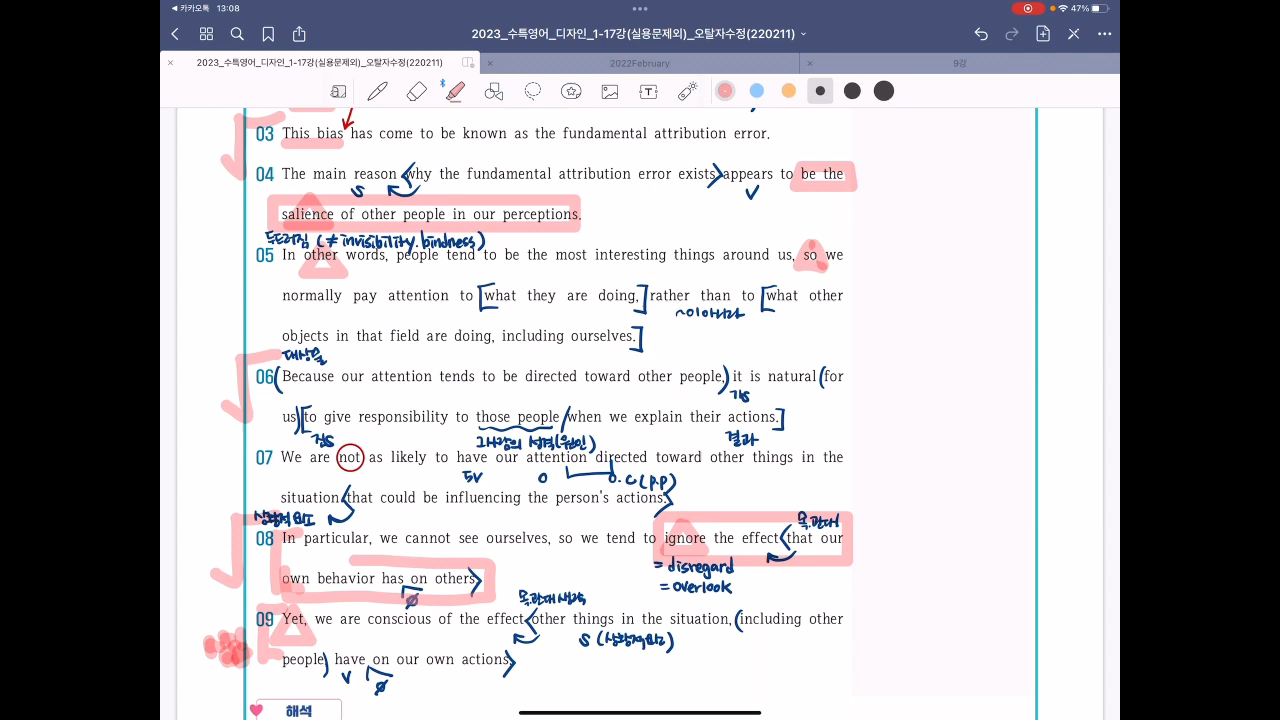 카카오톡 13:08
47%
2023_수특영어_디자인_1-17강(실용문제외)_오탈자수정(220211)
2023_수특영어_디자인_1-17강(실용문제외)_오탈자수정(220211)
2022February
9강
03 This bias has come to be known as the fundamental attribution error.
04 The main reason why the fundamental attribution error exists appears to be the
S
V
salience of other people in our perceptions.
(≠ invisibility. bindness)
05 In other words, people tend to be the most interesting things around us, so we
normally pay attention to [what they are doing,] rather than to [what other
~이 아니라
objects in that field are doing, including ourselves.]
대상물
06 (Because our attention tends to be directed toward other people,) it is natural (for
가S
us) [to give responsibility to those people / when we explain their actions.]
진S
그사람의 성격(원인)
결과
07 We are not as likely to have our attention directed toward other things in the
5V
O
O.C (p.p)
situation that could be influencing the person's actions.
상황적 요소
목.관대
08 In particular, we cannot see ourselves, so we tend to ignore the effect that our
= disregard
own behavior has on others
= overlook
ø
목관대생략
09 Yet, we are conscious of the effect other things in the situation, (including other
S (상황적요소)
people) have on our own actions
V
ø
해석